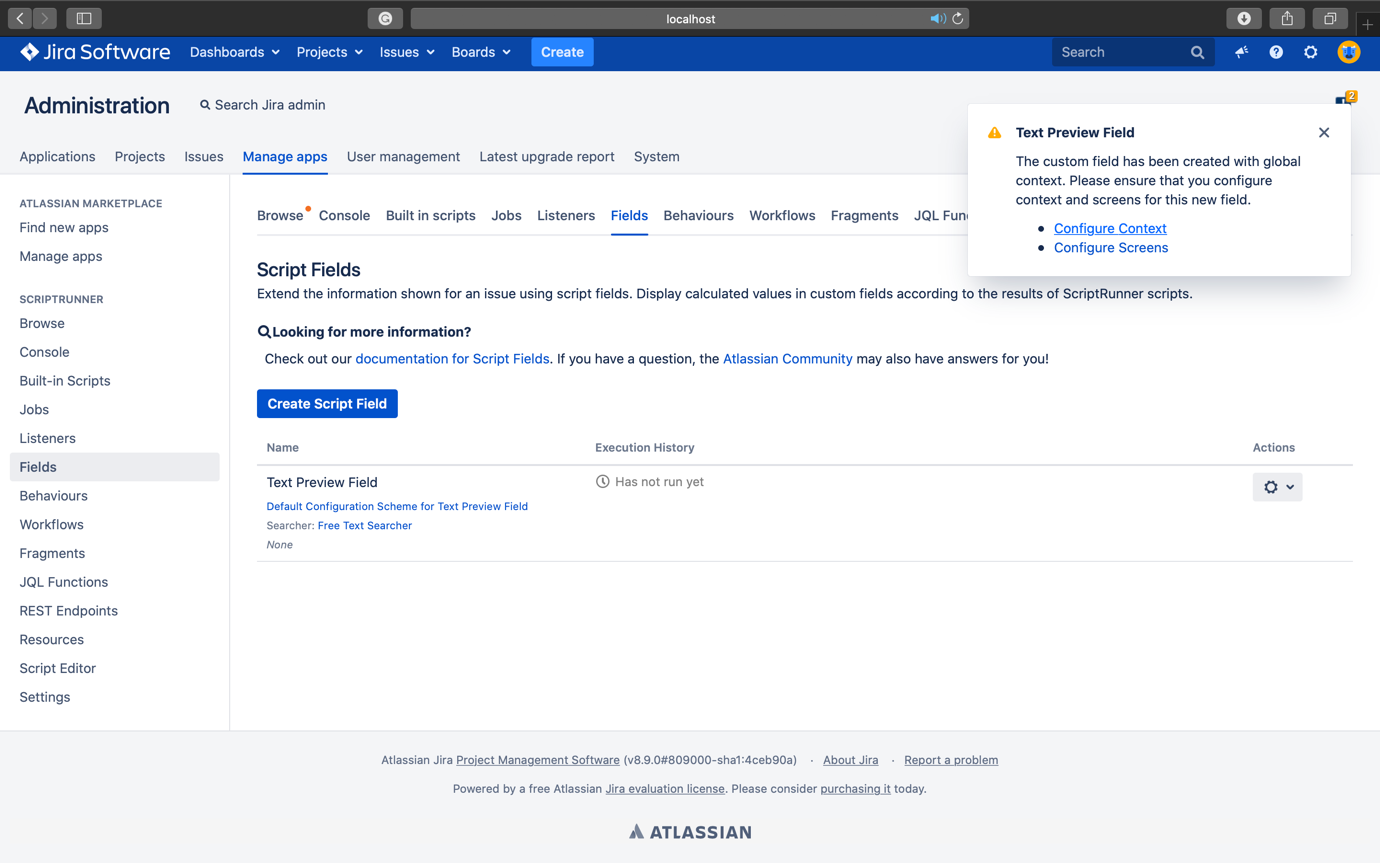 localhost
Jira Software Dashboards Projects Issues Boards Create Search
Administration Search Jira admin
2
Applications Projects Issues Manage apps User management Latest upgrade report System
Text Preview Field
The custom field has been created with global
context. Please ensure that you configure
context and screens for this new field.
Configure Context
Configure Screens
ATLASSIAN MARKETPLACE
Find new apps
Manage apps
SCRIPTRUNNER
Browse
Console
Built-in Scripts
Jobs
Listeners
Fields
Behaviours
Workflows
Fragments
JQL Functions
REST Endpoints
Resources
Script Editor
Settings
Browse Console Built in scripts Jobs Listeners Fields Behaviours Workflows Fragments JQL Fun
Script Fields
Extend the information shown for an issue using script fields. Display calculated values in custom fields according to the results of ScriptRunner scripts.
Looking for more information?
Check out our documentation for Script Fields. If you have a question, the Atlassian Community may also have answers for you!
Create Script Field
Name Execution History Actions
Text Preview Field Has not run yet
Default Configuration Scheme for Text Preview Field
Searcher: Free Text Searcher
None
Atlassian Jira Project Management Software (v8.9.0#809000-sha1:4ceb90a) · About Jira · Report a problem
Powered by a free Atlassian Jira evaluation license. Please consider purchasing it today.
ATLASSIAN